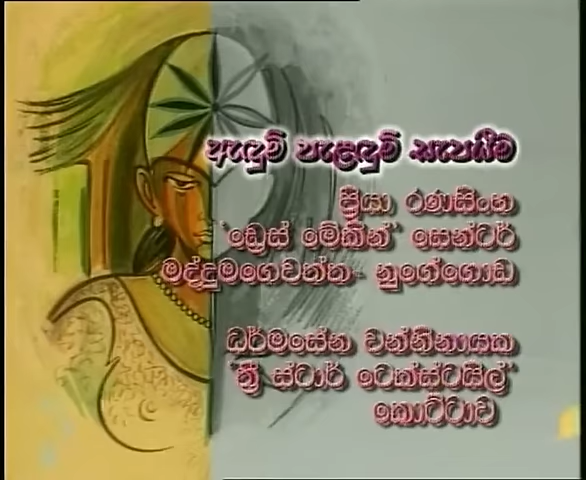 ඇඳුම් පැළඳුම් සැපයීම
ප්‍රියා රණසිංහ
'ඩ්‍රෙස් මේකින්' සෙන්ටර්
මද්දුමගෙවත්ත - නුගේගොඩ
ධර්මසේන වන්නිනායක
'ත්‍රී ස්ටාර් ටෙක්ස්ටයිල්'
කොට්ටාව